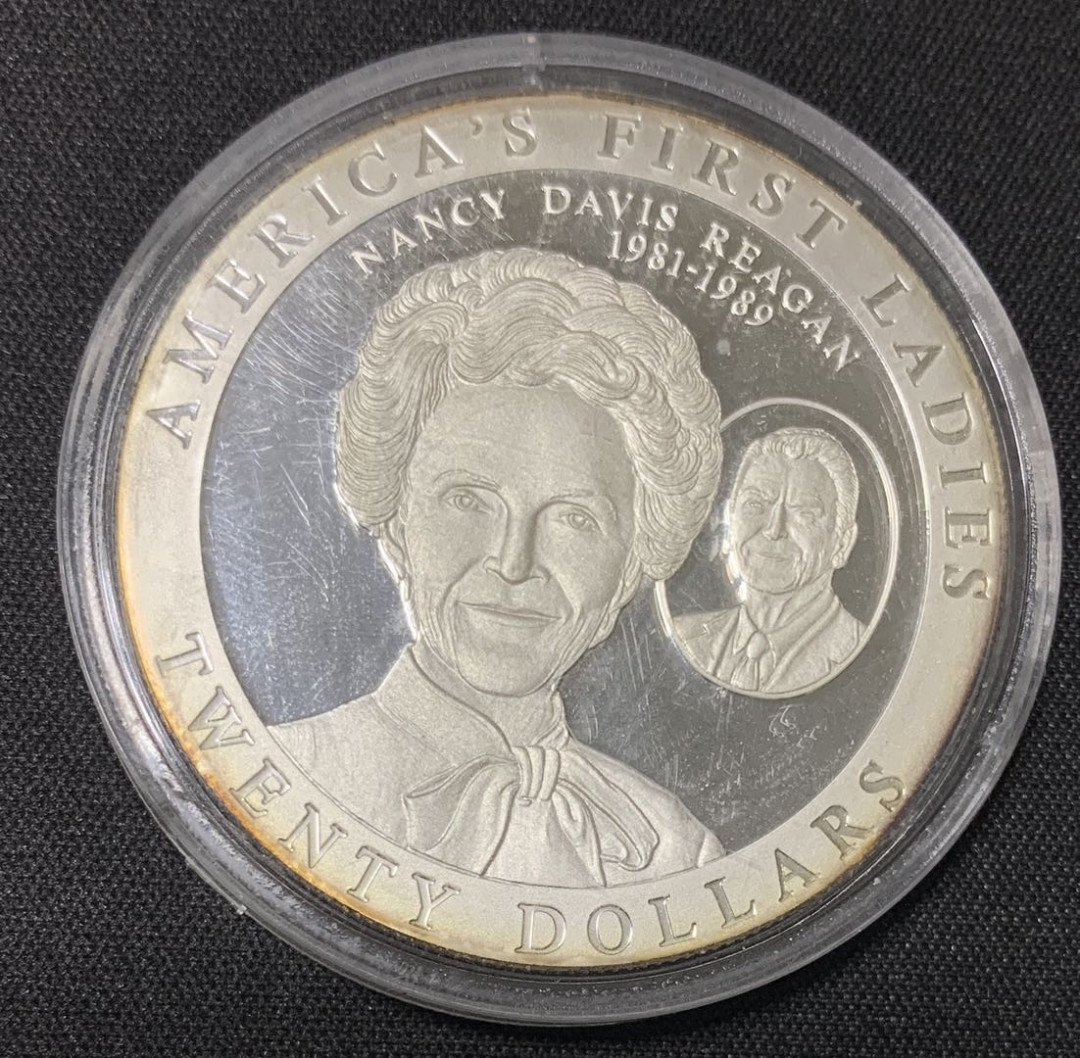 AMERICA'S FIRST LADIES
NANCY DAVIS REAGAN
1981-1989
TWENTY DOLLARS